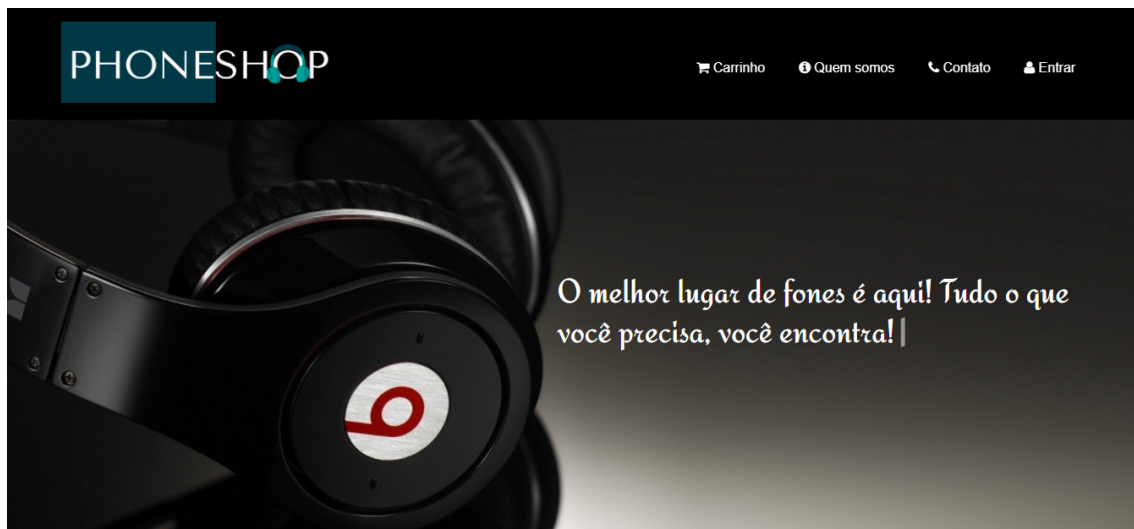 PHONESHOP
Carrinho
Quem somos
Contato
Entrar
O melhor lugar de fones é aqui! Tudo o que
você precisa, você encontra!
b